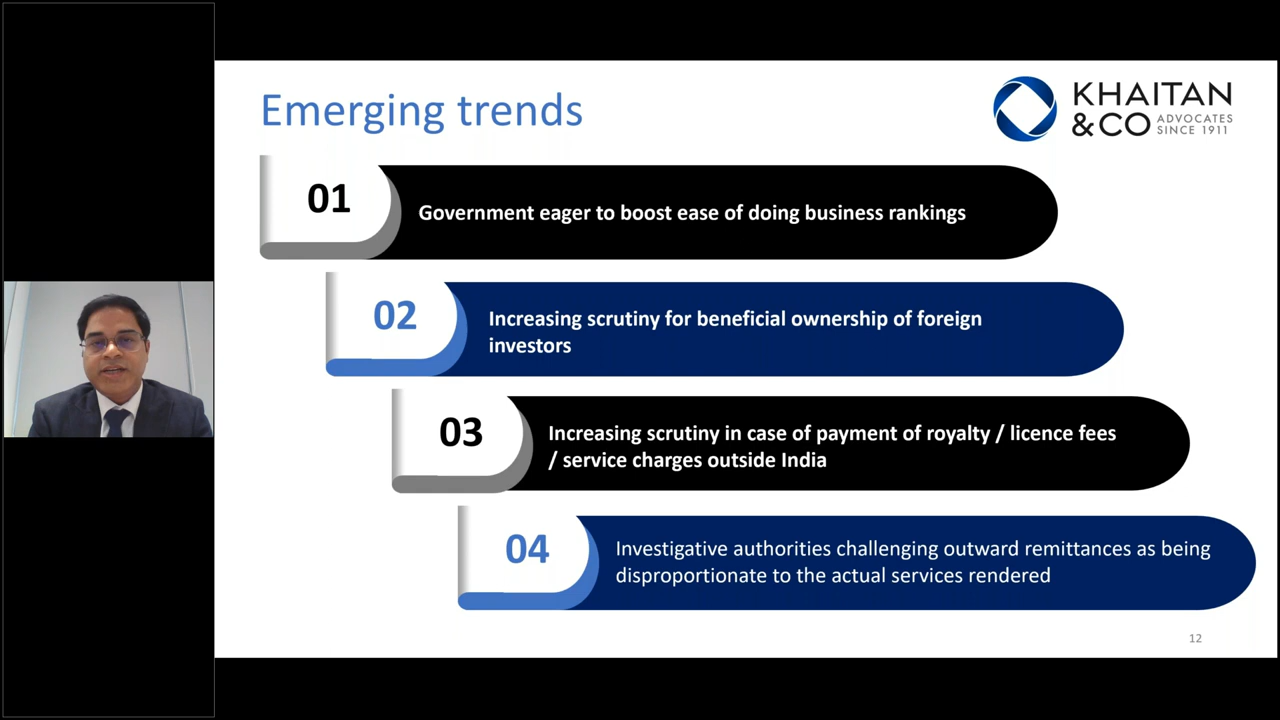 Emerging trends
KHAITAN
&CO ADVOCATES
SINCE 1911
01
Government eager to boost ease of doing business rankings
02
Increasing scrutiny for beneficial ownership of foreign
investors
03
Increasing scrutiny in case of payment of royalty / licence fees
/ service charges outside India
04
Investigative authorities challenging outward remittances as being
disproportionate to the actual services rendered
12